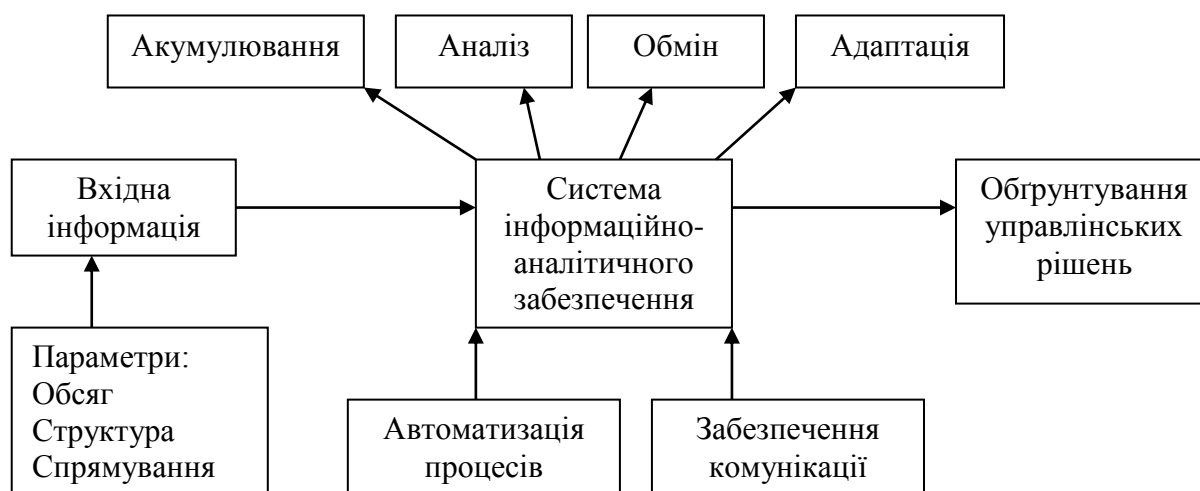 Акумулювання
Аналіз
Обмін
Адаптація
Вхідна
інформація
Система
інформаційно-
аналітичного
забезпечення
Обґрунтування
управлінських
рішень
Параметри:
Обсяг
Структура
Спрямування
Автоматизація
процесів
Забезпечення
комунікації